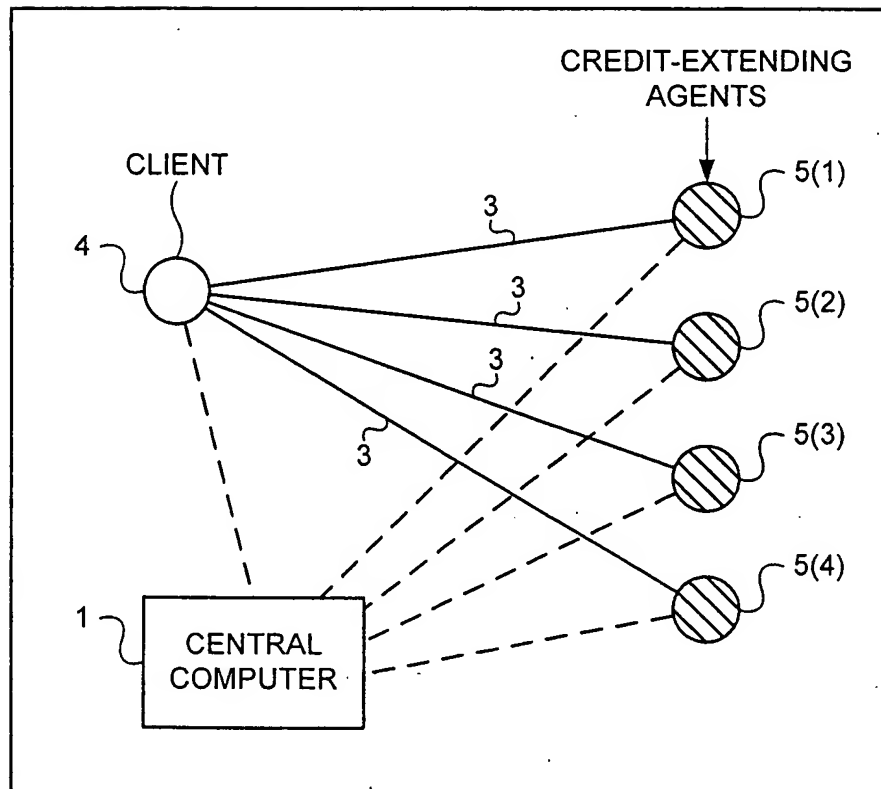 CREDIT-EXTENDING
AGENTS
CLIENT
4
3
3
3
3
5(1)
5(2)
5(3)
5(4)
1
CENTRAL
COMPUTER